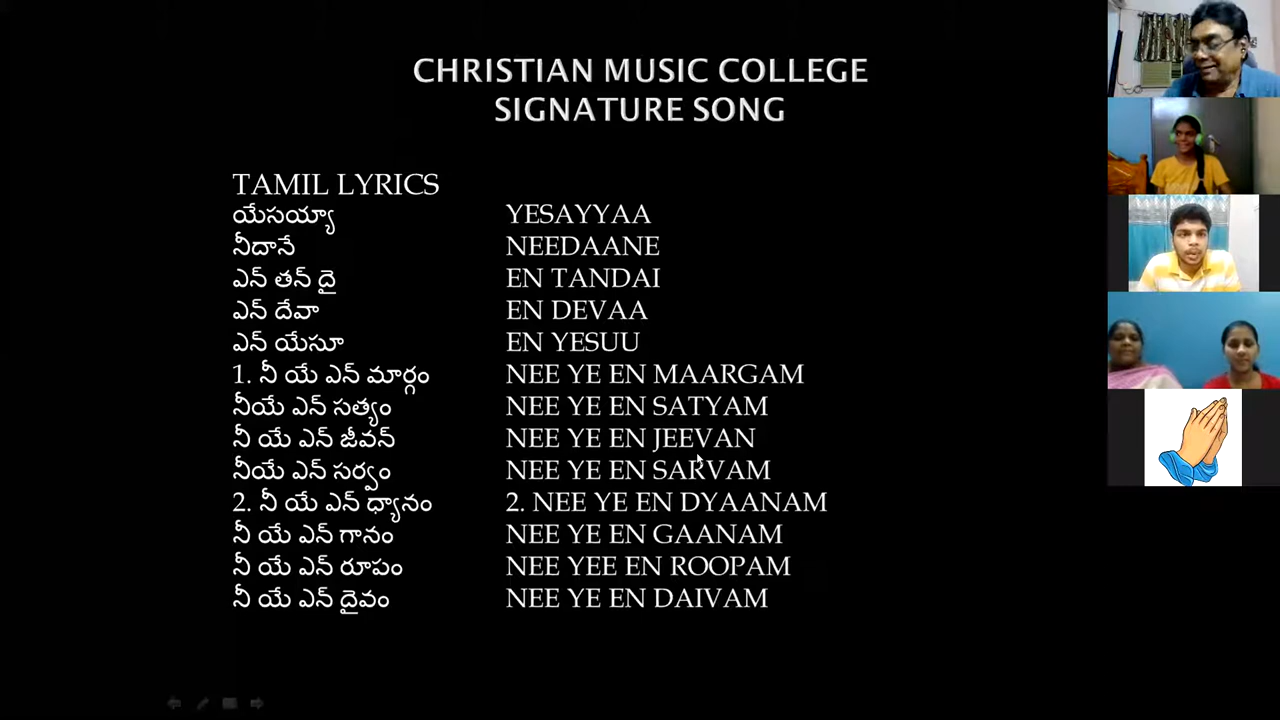 CHRISTIAN MUSIC COLLEGE
SIGNATURE SONG
TAMIL LYRICS
యేసయ్యా YESAYYAA
నీదానే NEEDAANE
ఎన్ తన్ దై EN TANDAI
ఎన్ దేవా EN DEVAA
ఎన్ యేసూ EN YESUU
1. నీ యే ఎన్ మార్గం NEE YE EN MAARGAM
నీయే ఎన్ సత్యం NEE YE EN SATYAM
నీ యే ఎన్ జీవన్ NEE YE EN JEEVAN
నీయే ఎన్ సర్వం NEE YE EN SARVAM
2. నీ యే ఎన్ ధ్యానం 2. NEE YE EN DYAANAM
నీ యే ఎన్ గానం NEE YE EN GAANAM
నీ యే ఎన్ రూపం NEE YEE EN ROOPAM
నీ యే ఎన్ దైవం NEE YE EN DAIVAM